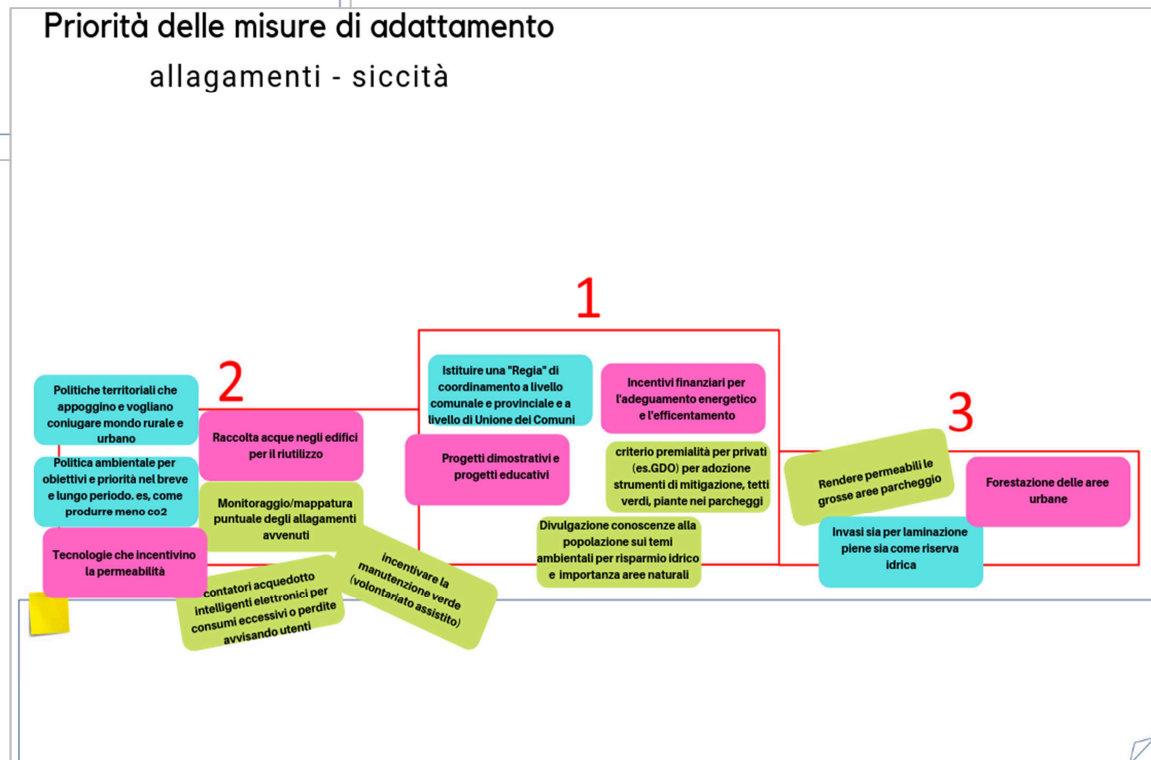 Priorità delle misure di adattamento
allagamenti - siccità
1
Istituire una "Regia" di
coordinamento a livello
comunale e provinciale e a
livello di Unione dei Comuni
Incentivi finanziari per
l'adeguamento energetico
e l'efficentamento
Progetti dimostrativi e
progetti educativi
criterio premialità per privati
(es.GDO) per adozione
strumenti di mitigazione, tetti
verdi, piante nei parcheggi
Divulgazione conoscenze alla
popolazione sui temi
ambientali per risparmio idrico
e importanza aree naturali
2
Politiche territoriali che
appoggino e vogliano
coniugare mondo rurale e
urbano
Raccolta acque negli edifici
per il riutilizzo
Politica ambientale per
obiettivi e priorità nel breve
e lungo periodo. es, come
produrre meno co2
Monitoraggio/mappatura
puntuale degli allagamenti
avvenuti
Tecnologie che incentivino
la permeabilità
contatori acquedotto
intelligenti elettronici per
consumi eccessivi o perdite
avvisando utenti
incentivare la
manutenzione verde
(volontariato assistito)
3
Rendere permeabili le
grosse aree parcheggio
Forestazione delle aree
urbane
Invasi sia per laminazione
piene sia come riserva
idrica